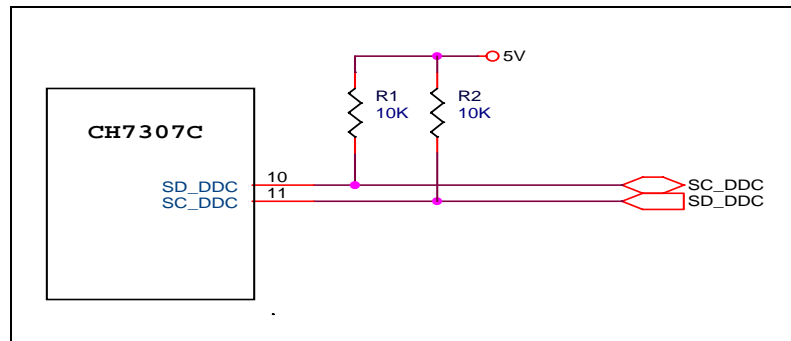 5V
R1
10K
R2
10K
CH7307C
SD_DDC
10
SC_DDC
SC_DDC
11
SD_DDC